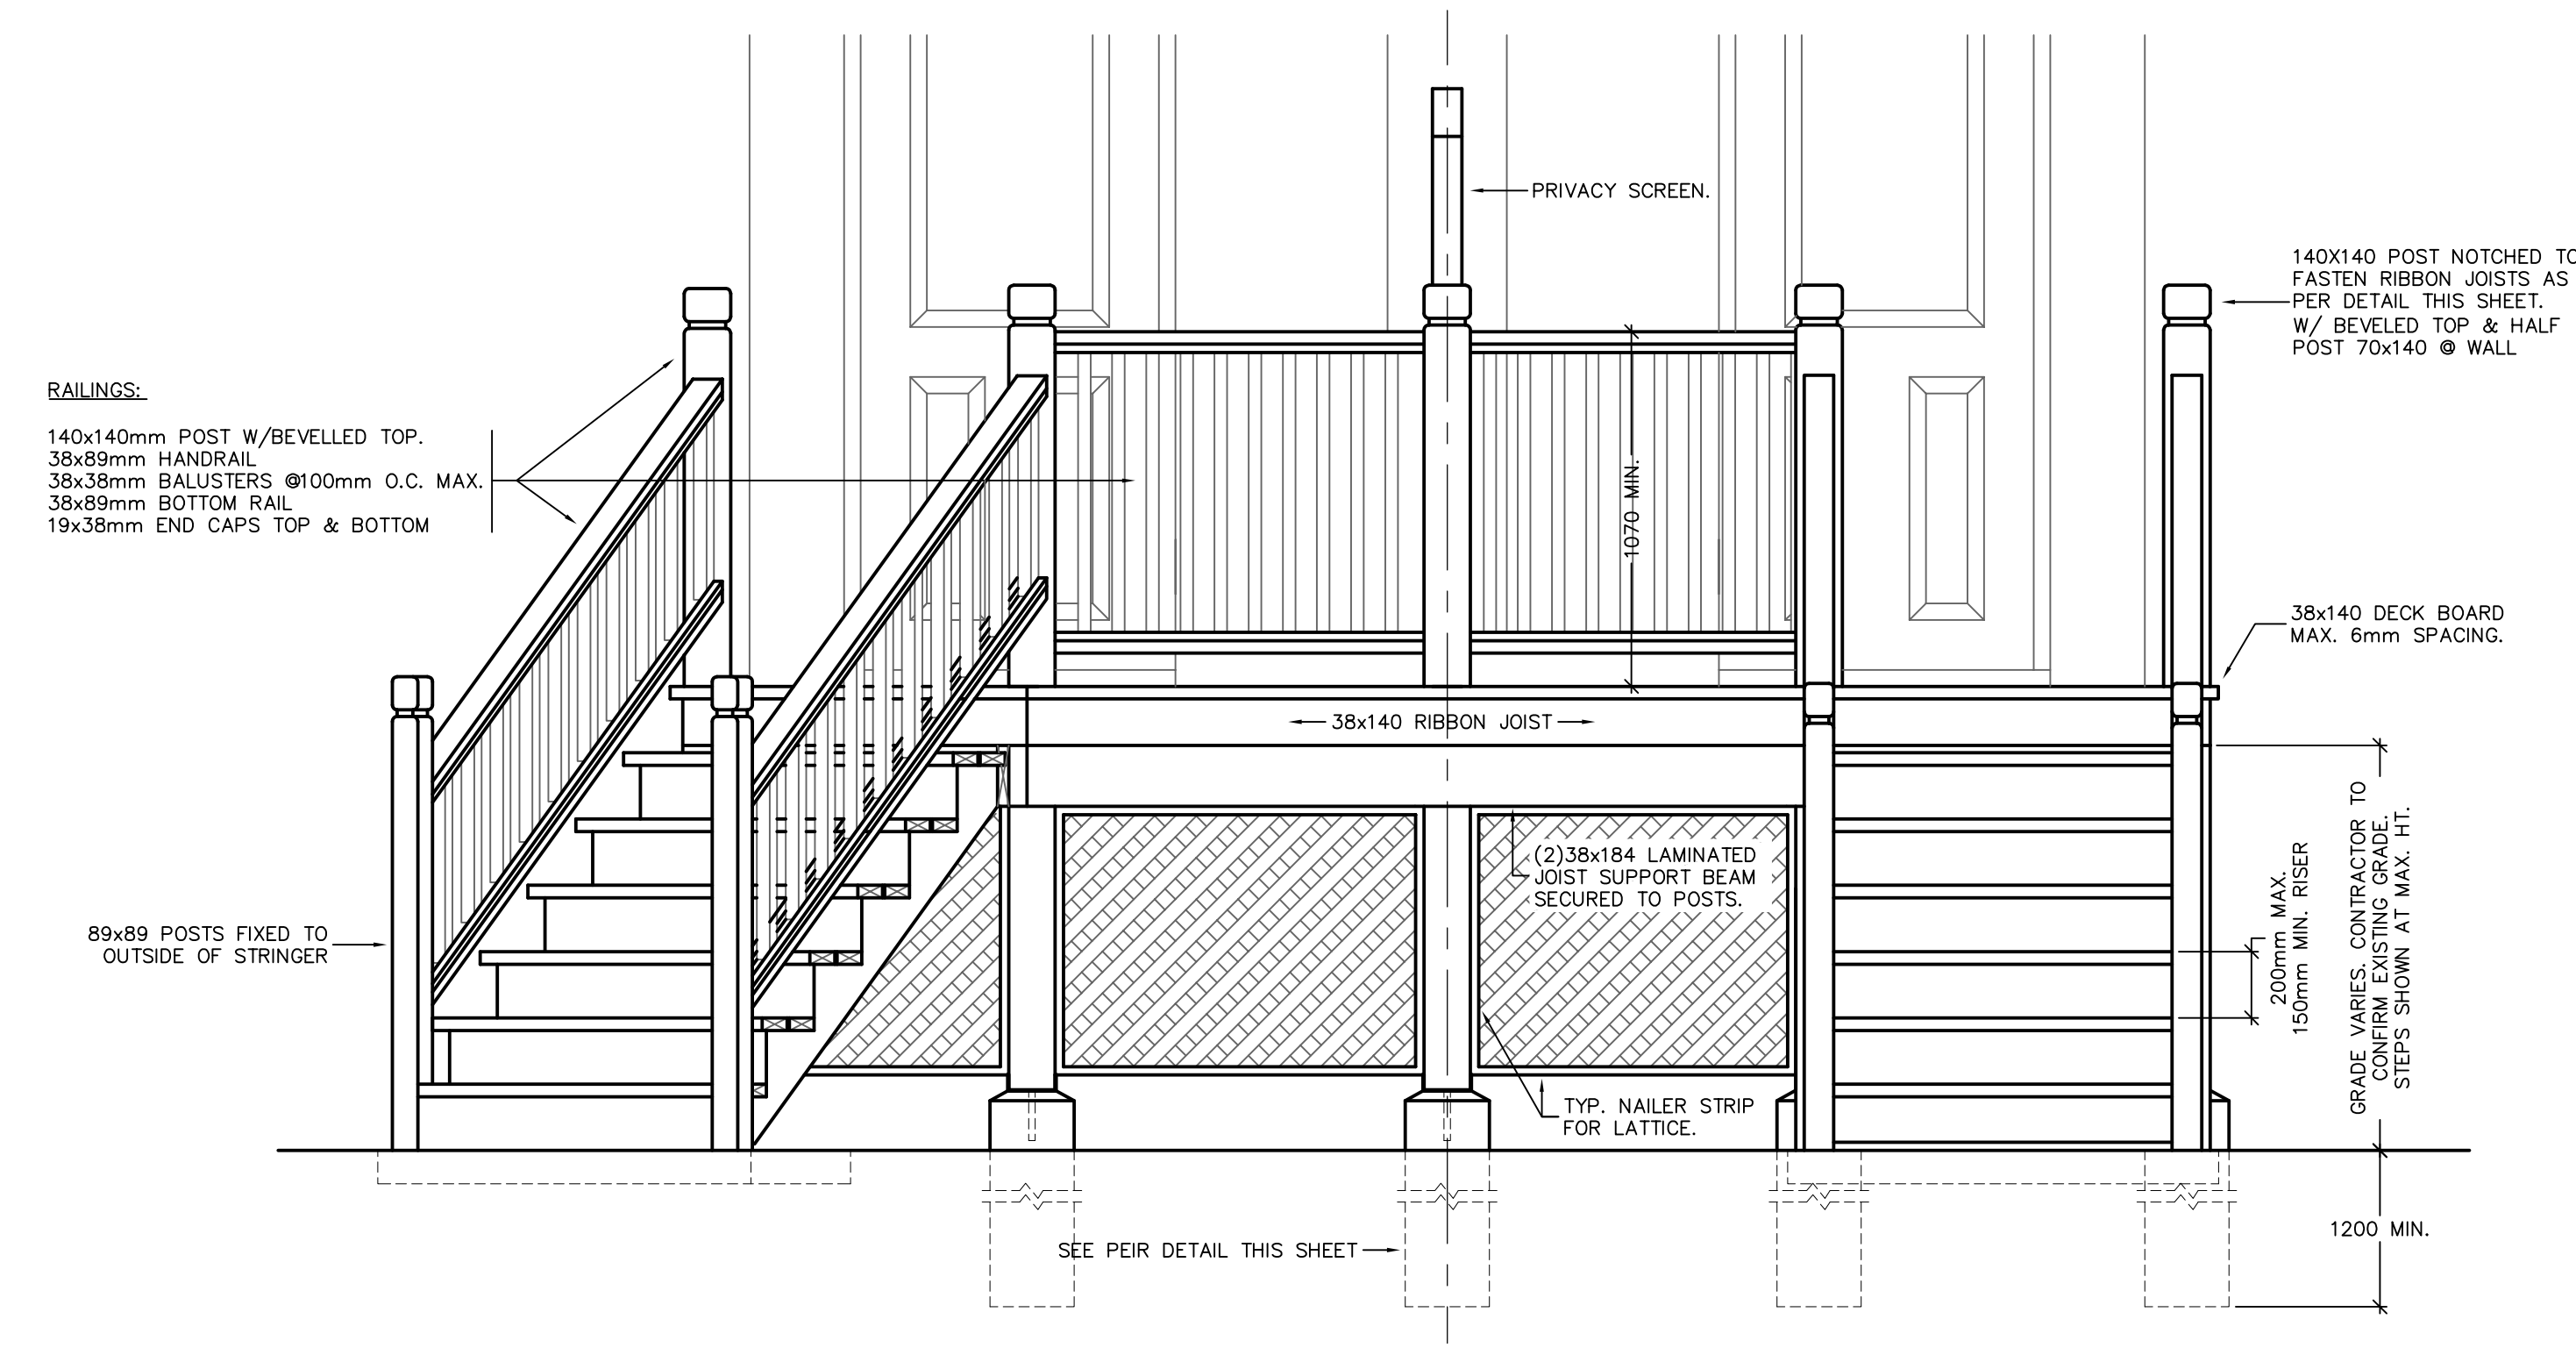 PRIVACY SCREEN.
140X140 POST NOTCHED TO
FASTEN RIBBON JOISTS AS
PER DETAIL THIS SHEET.
W/ BEVELED TOP & HALF
POST 70x140 @ WALL
RAILINGS:
140x140mm POST W/BEVELLED TOP.
38x89mm HANDRAIL
38x38mm BALUSTERS @100mm O.C. MAX.
38x89mm BOTTOM RAIL
19x38mm END CAPS TOP & BOTTOM
1070 MIN.
38x140 DECK BOARD
MAX. 6mm SPACING.
38x140 RIBBON JOIST
(2)38x184 LAMINATED
JOIST SUPPORT BEAM
SECURED TO POSTS.
89x89 POSTS FIXED TO
OUTSIDE OF STRINGER
200mm MAX.
150mm MIN. RISER
GRADE VARIES. CONTRACTOR TO
CONFIRM EXISTING GRADE.
STEPS SHOWN AT MAX. HT.
TYP. NAILER STRIP
FOR LATTICE.
SEE PEIR DETAIL THIS SHEET
1200 MIN.